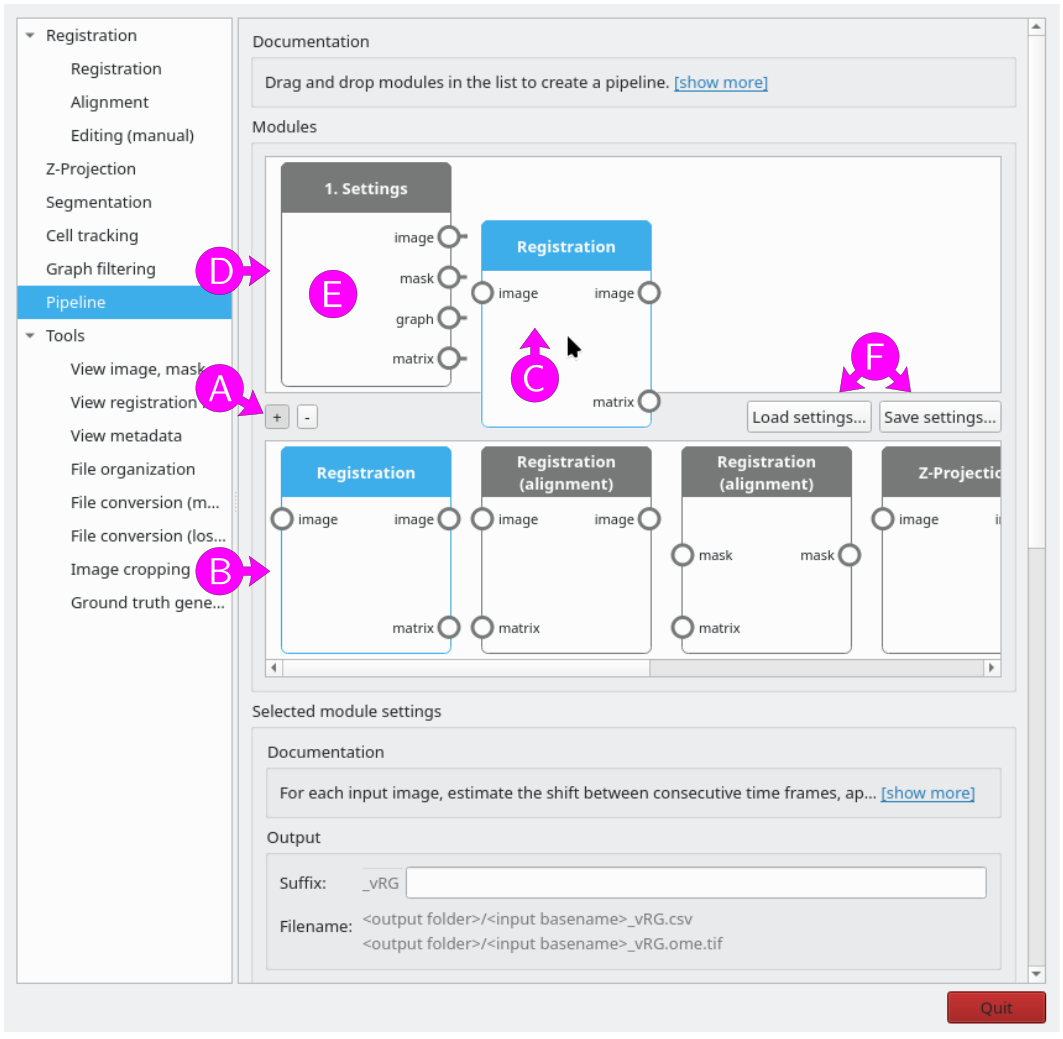 Registration
Registration
Alignment
Editing (manual)
Z-Projection
Segmentation
Cell tracking
Graph filtering
Pipeline
Tools
View image, mask
View registration
View metadata
File organization
File conversion (m...
File conversion (los...
Image cropping
Ground truth gene...
Documentation
Drag and drop modules in the list to create a pipeline. [show more]
Modules
1. Settings
image
mask
graph
matrix
Registration
image image
matrix
D
E
C
F
A
B
+ -
Load settings... Save settings...
Registration
image image
matrix
Registration
(alignment)
image image
matrix
Registration
(alignment)
mask mask
matrix
Z-Projectio
image i
Selected module settings
Documentation
For each input image, estimate the shift between consecutive time frames, ap... [show more]
Output
Suffix: _vRG
Filename: <output folder>/<input basename>_vRG.csv
<output folder>/<input basename>_vRG.ome.tif
Quit